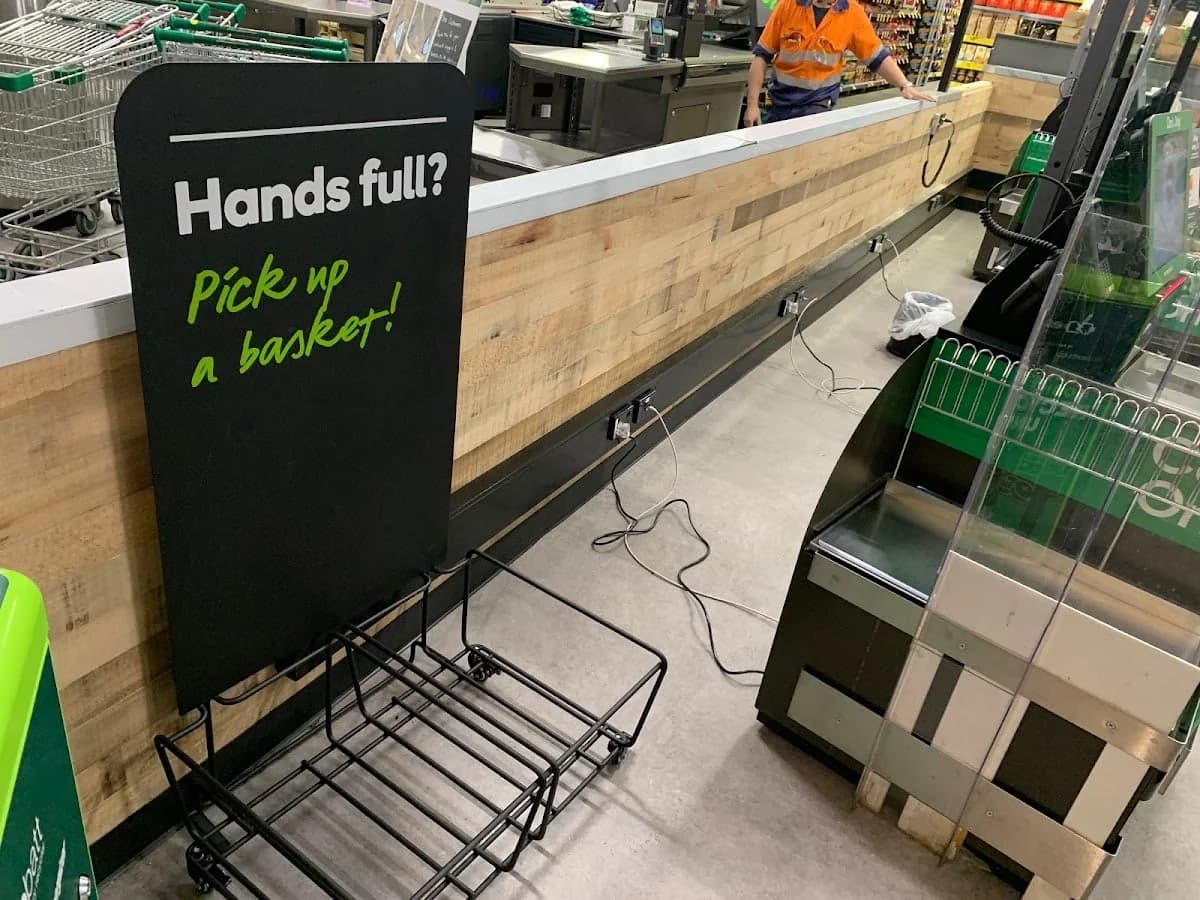 Hands full?
Pick up
a basket!